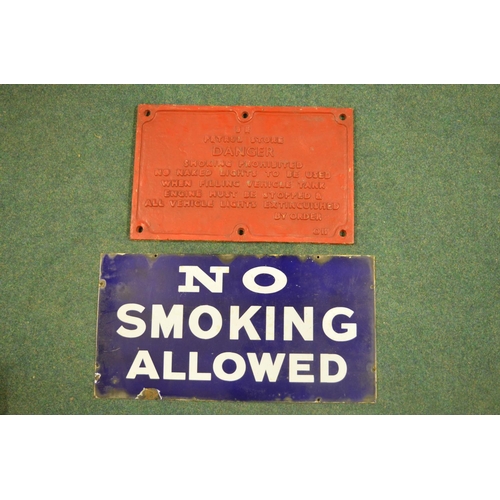 PETROL STORE
DANGER
SMOKING PROHIBITED
NO NAKED LIGHTS TO BE USED
WHEN FILLING VEHICLE TANK
ENGINE MUST BE STOPPED &
ALL VEHICLE LIGHTS EXTINGUISHED
BY ORDER
NO
SMOKING
ALLOWED